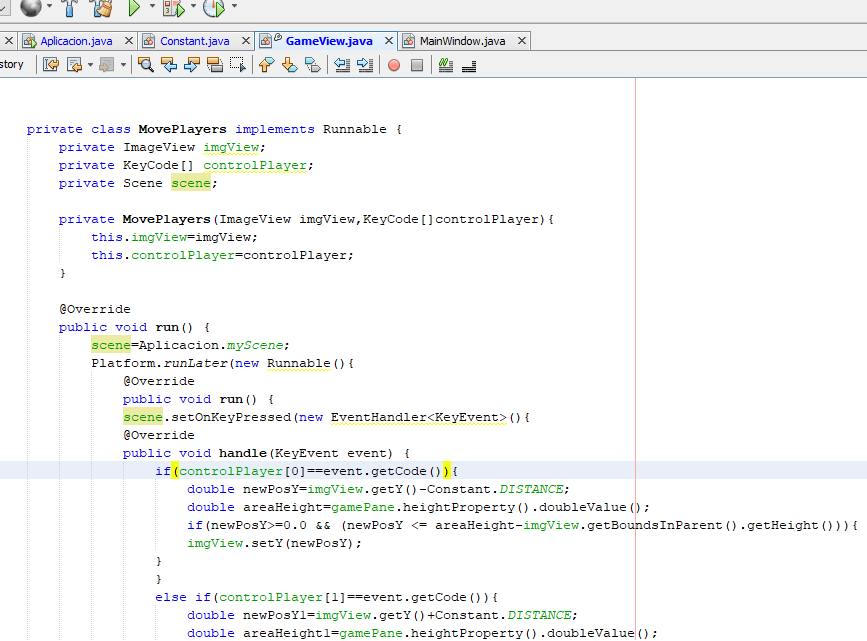 Aplicacion.java Constant.java GameView.java MainWindow.java
story
private class MovePlayers implements Runnable {
private ImageView imgView;
private KeyCode[] controlPlayer;
private Scene scene;
private MovePlayers(ImageView imgView,KeyCode[]controlPlayer){
this.imgView=imgView;
this.controlPlayer=controlPlayer;
}
@Override
public void run() {
scene=Aplicacion.myScene;
Platform.runLater(new Runnable(){
@Override
public void run() {
scene.setOnKeyPressed(new EventHandler<KeyEvent>(){
@Override
public void handle(KeyEvent event) {
if(controlPlayer[0]==event.getCode()){
double newPosY=imgView.getY()-Constant.DISTANCE;
double areaHeight=gamePane.heightProperty().doubleValue();
if(newPosY>=0.0 && (newPosY <= areaHeight-imgView.getBoundsInParent().getHeight())){
imgView.setY(newPosY);
}
}
else if(controlPlayer[1]==event.getCode()){
double newPosY1=imgView.getY()+Constant.DISTANCE;
double areaHeight1=gamePane.heightProperty().doubleValue();